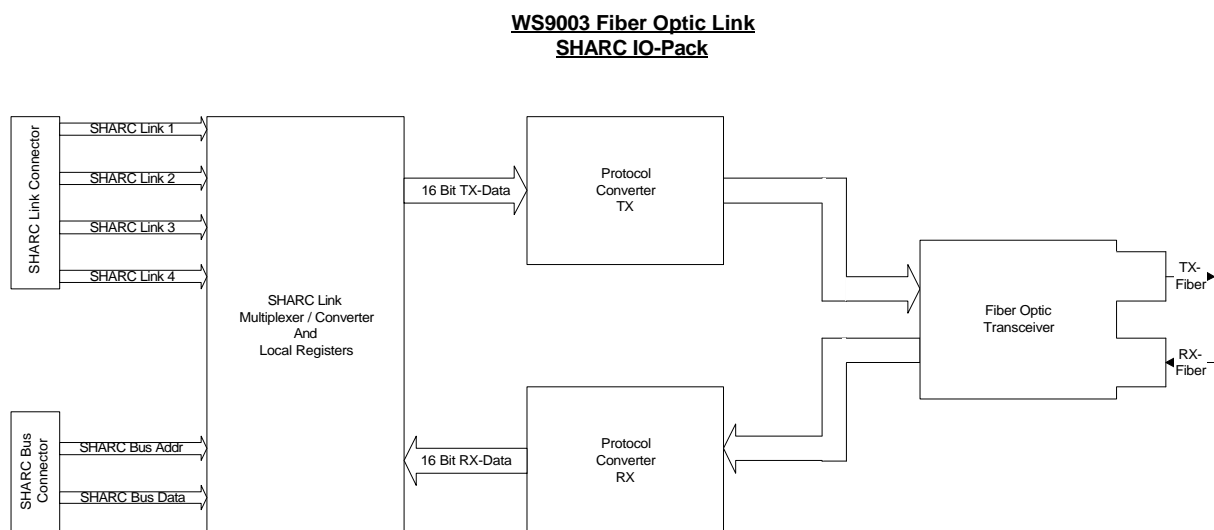 WS9003 Fiber Optic Link
SHARC IO-Pack
SHARC Link Connector
SHARC Link 1
SHARC Link 2
SHARC Link 3
SHARC Link 4
SHARC Link
Multiplexer / Converter
And
Local Registers
16 Bit TX-Data
Protocol
Converter
TX
Fiber Optic
Transceiver
TX-
Fiber
RX-
Fiber
SHARC Bus
Connector
SHARC Bus Addr
SHARC Bus Data
16 Bit RX-Data
Protocol
Converter
RX